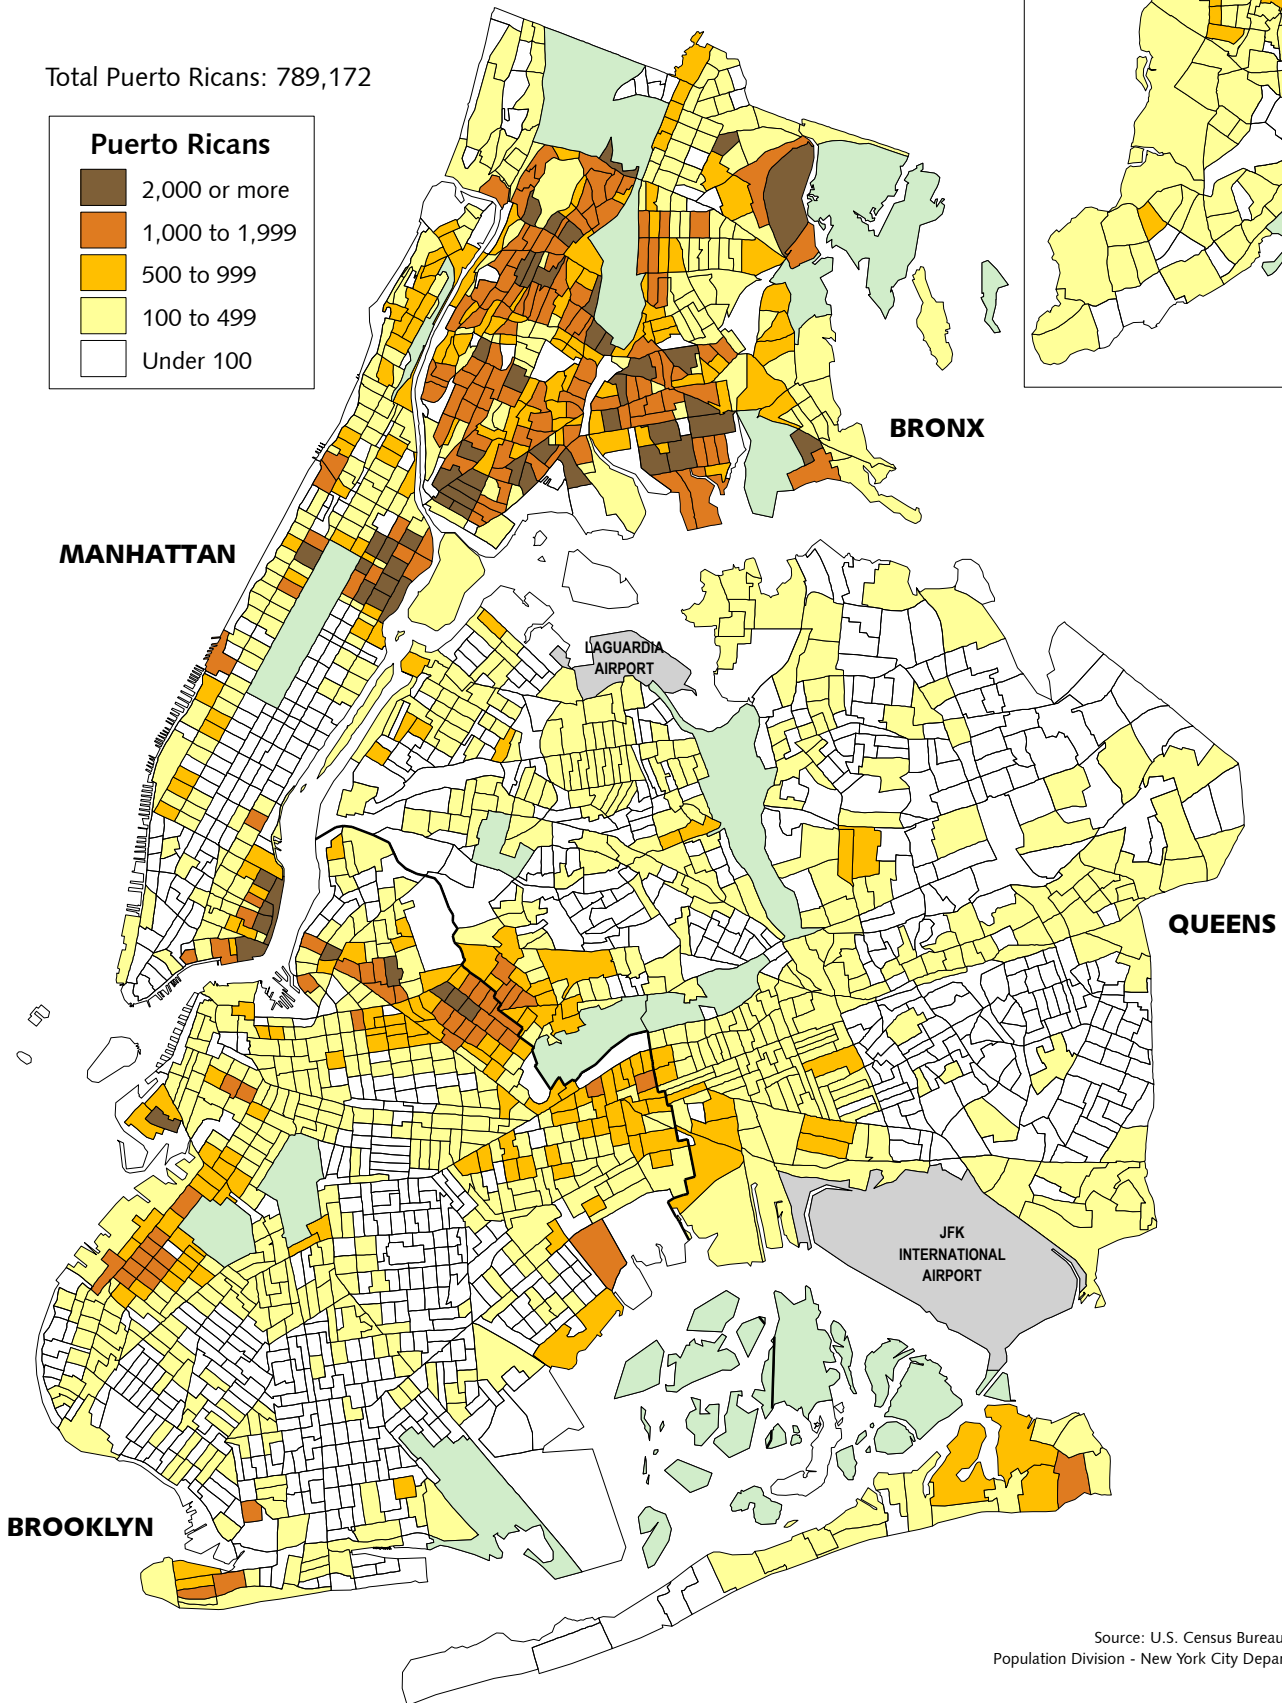 Total Puerto Ricans: 789,172
Puerto Ricans
2,000 or more
1,000 to 1,999
500 to 999
100 to 499
Under 100
BRONX
MANHATTAN
LAGUARDIA
AIRPORT
QUEENS
JFK
INTERNATIONAL
AIRPORT
BROOKLYN
Source: U.S. Census Bureau
Population Division - New York City Depar